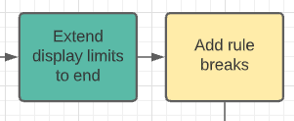 Extend
display limits
to end
Add rule
breaks